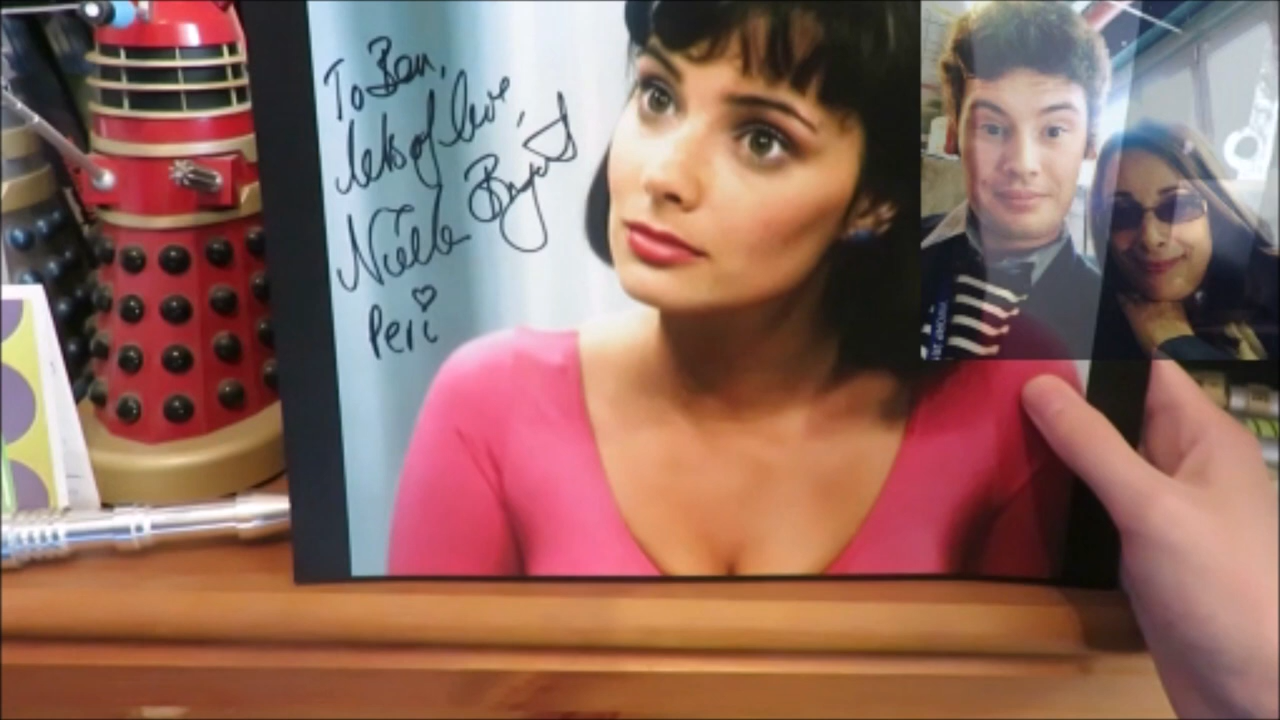 To Ben,
lots of love,
Nicola Bryant
Peri